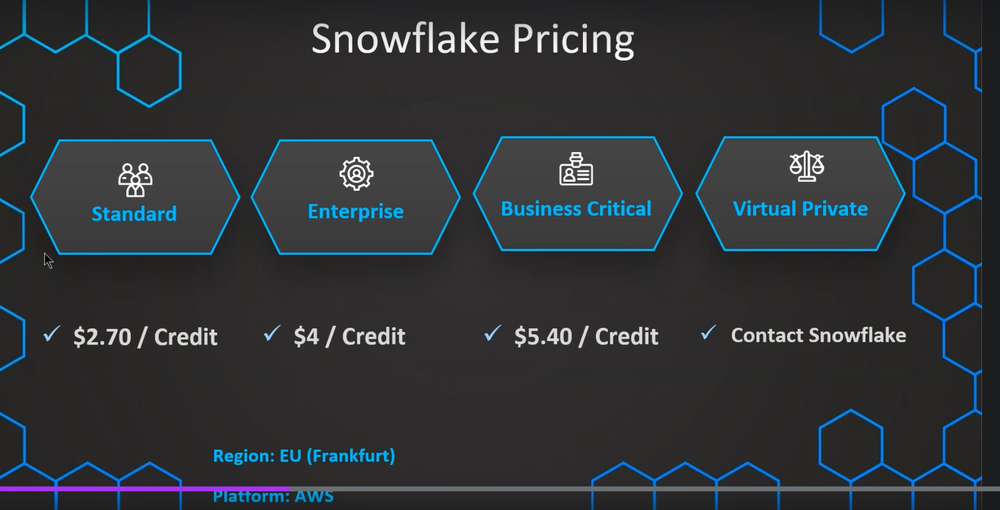 Snowflake Pricing
Standard
Enterprise
Business Critical
Virtual Private
$2.70 / Credit
$4 / Credit
$5.40 / Credit
Contact Snowflake
Region: EU (Frankfurt)
Platform: AWS